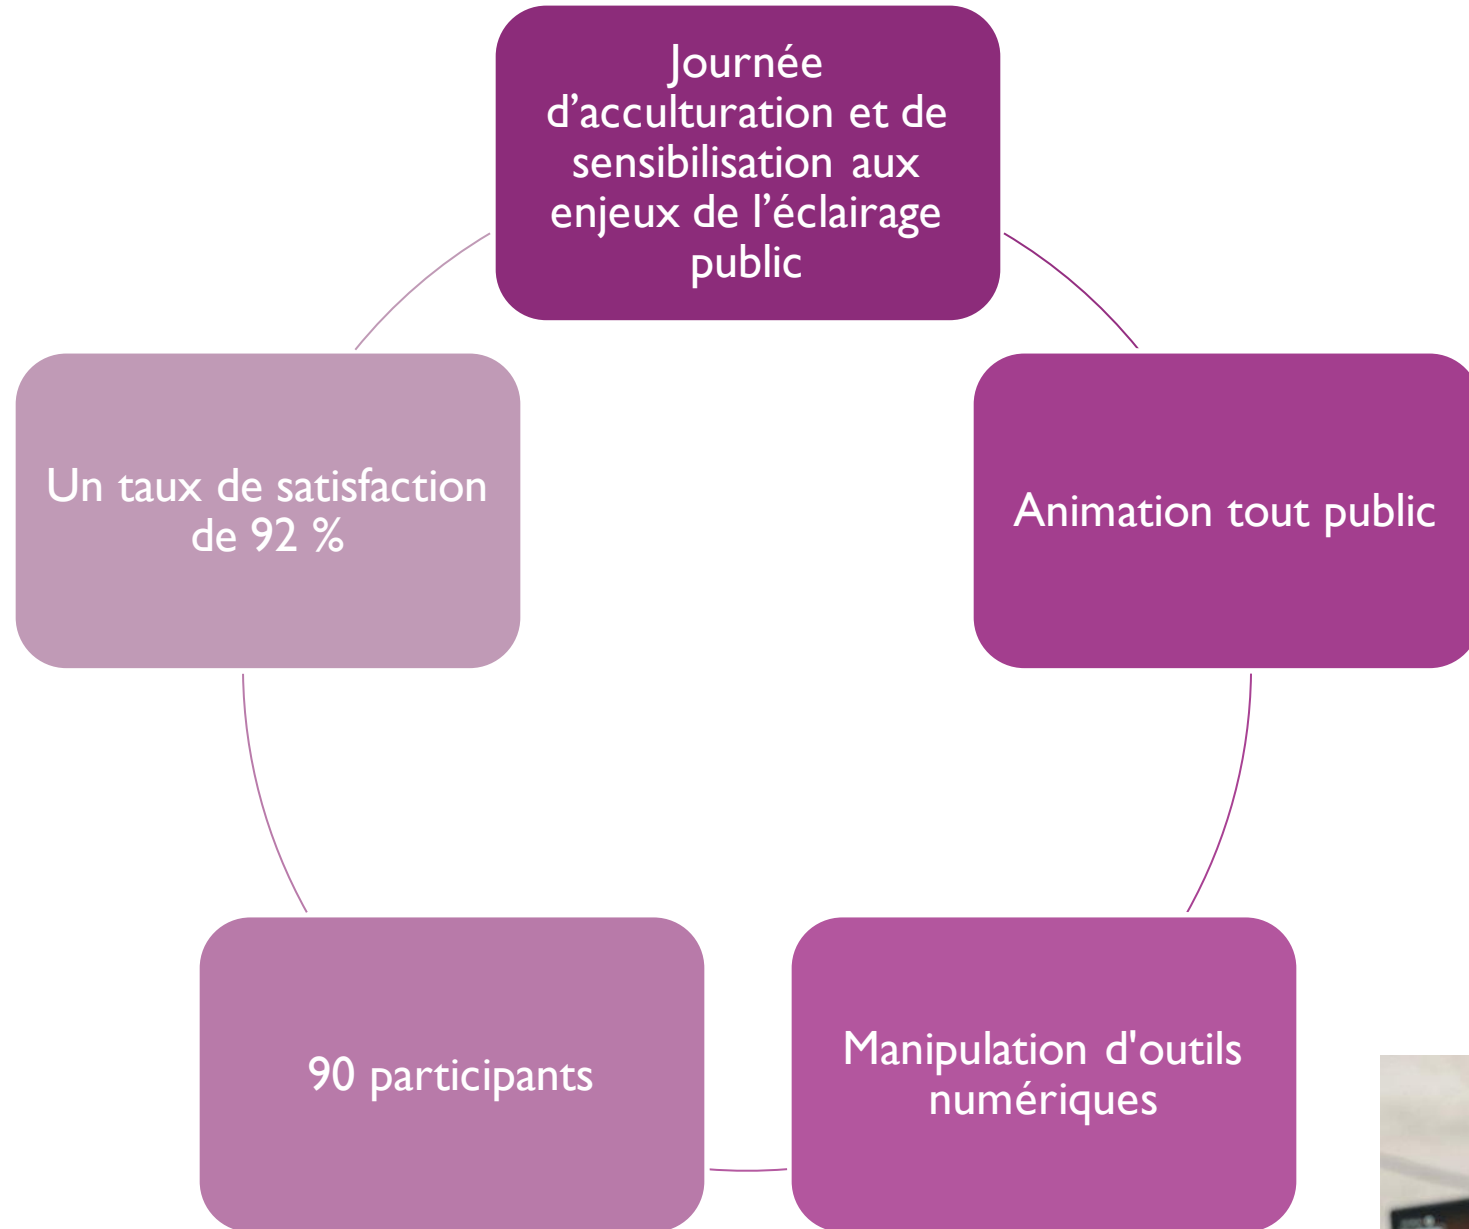 Journée
d’acculturation et de
sensibilisation aux
enjeux de l’éclairage
public
Animation tout public
Manipulation d'outils
numériques
90 participants
Un taux de satisfaction
de 92 %